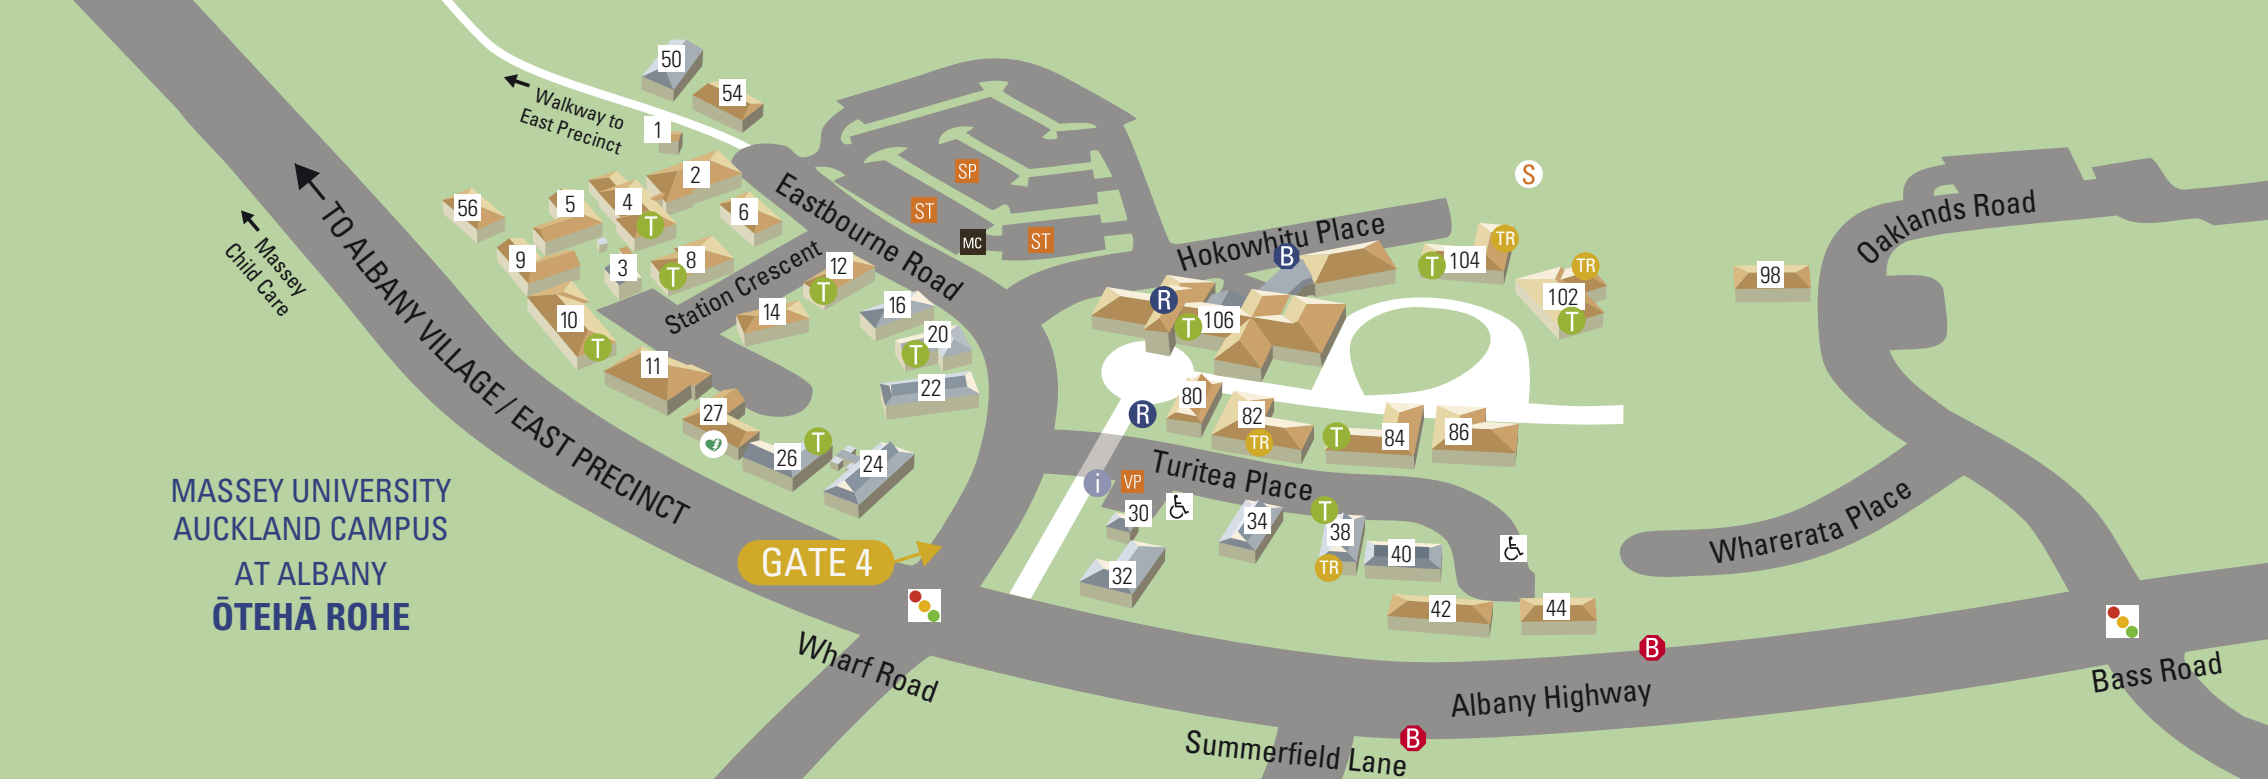 50
54
Walkway to
East Precinct
1
2
56
5
4
T
6
9
3
8
T
12
T
10
T
14
16
20
T
22
11
27
26
T
24
SP
ST
MC
ST
Eastbourne Road
Station Crescent
Massey
Child Care
TO ALBANY VILLAGE / EAST PRECINCT
Hokowhitu Place
B
S
TR
T
104
TR
102
T
98
Oaklands Road
R
T
106
80
R
82
TR
T
84
86
i
VP
Turitea Place
30
34
T
38
TR
40
32
42
44
Wharerata Place
MASSEY UNIVERSITY
AUCKLAND CAMPUS
AT ALBANY
ŌTEHĀ ROHE
GATE 4
Wharf Road
B
Albany Highway
B
Summerfield Lane
Bass Road